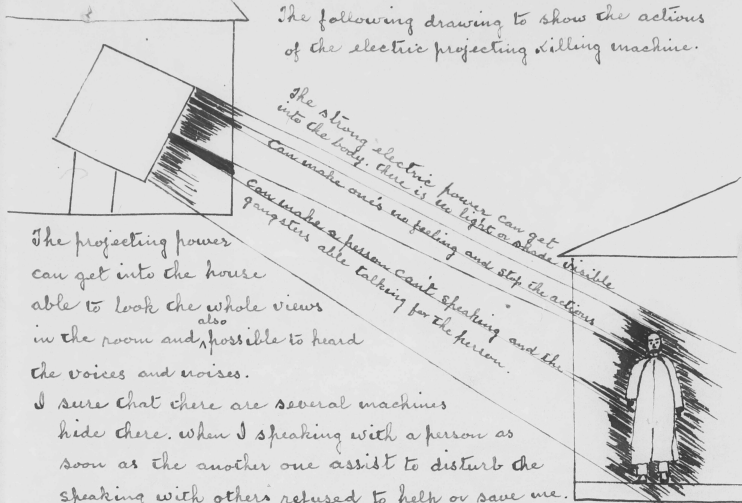 The following drawing to show the actions
of the electric projecting killing machine.
The strong electric power can get
into the body. there is no light or shade visible
can make one's no feeling and stop the actions
can make a person can't speaking and the
gangsters able talking for the person.
The projecting power
can get into the house
able to look the whole views
in the room and also possible to heard
the voices and noises.
I sure that there are several machines
hide there. when I speaking with a person as
soon as the another one assist to disturb the
speaking with others refused to help or save me.